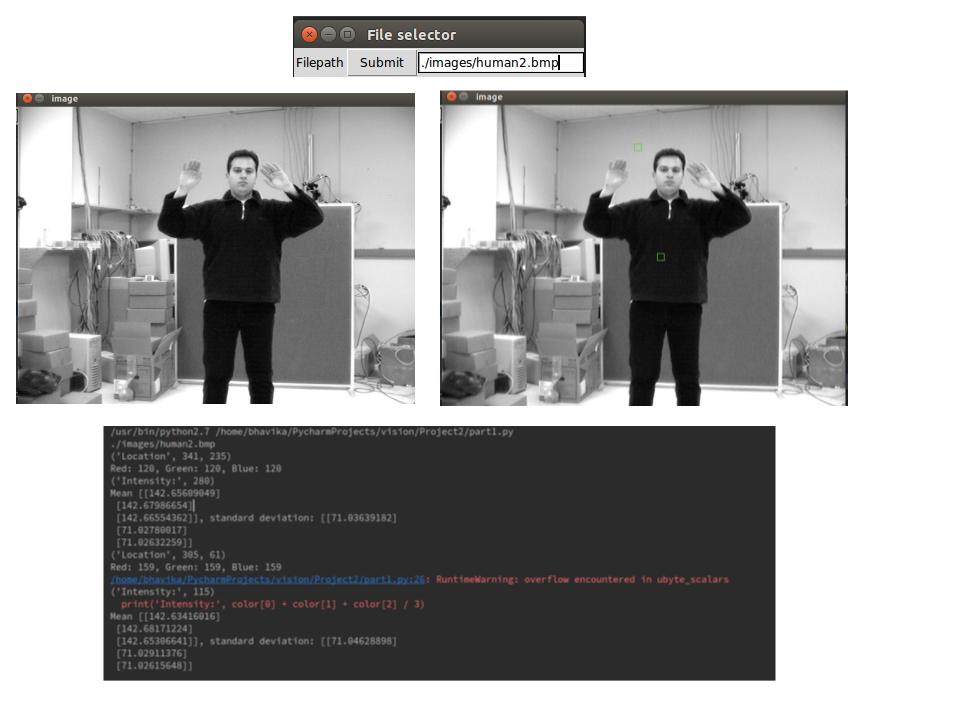 File selector
Filepath Submit ./images/human2.bmp
image
image
/usr/bin/python2.7 /home/bhavika/PycharmProjects/vision/Project2/part1.py
./images/human2.bmp
('Location', 341, 235)
Red: 120, Green: 120, Blue: 120
('Intensity:', 280)
Mean [[142.65609049]
[142.67986654]
[142.66554362]], standard deviation: [[71.03639182]
[71.02780017]
[71.02632259]]
('Location', 305, 61)
Red: 159, Green: 159, Blue: 159
/home/bhavika/PycharmProjects/vision/Project2/part1.py:26: RuntimeWarning: overflow encountered in ubyte_scalars
('Intensity:', 115)
print('Intensity:', color[0] + color[1] + color[2] / 3)
Mean [[142.63416016]
[142.68171224]
[142.65306641]], standard deviation: [[71.04628898]
[71.02911376]
[71.02615648]]